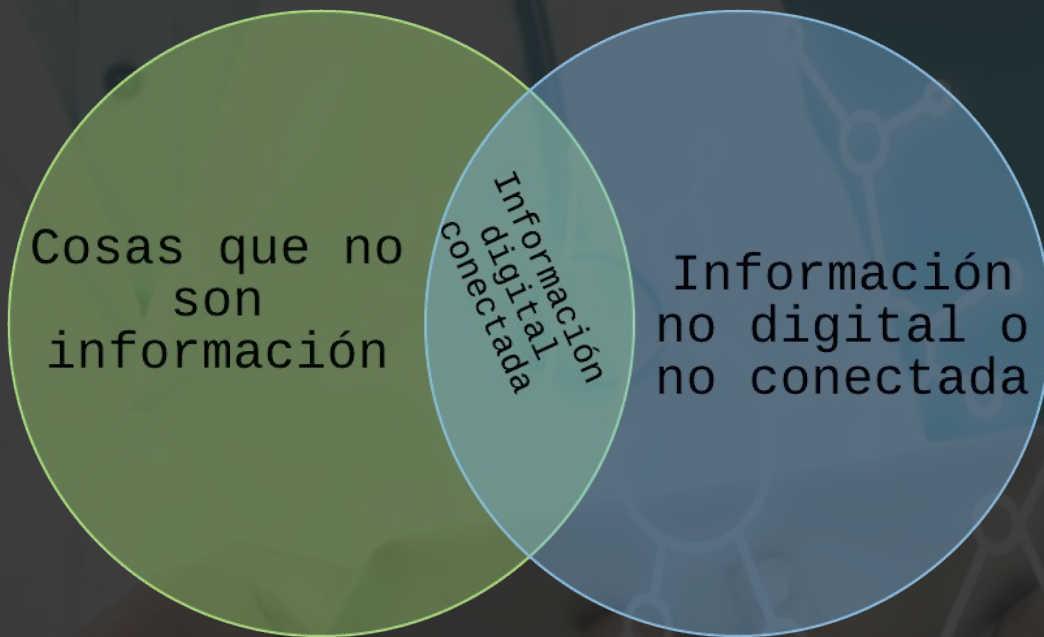 Cosas que no
son
información
Información
digital
conectada
Información
no digital o
no conectada